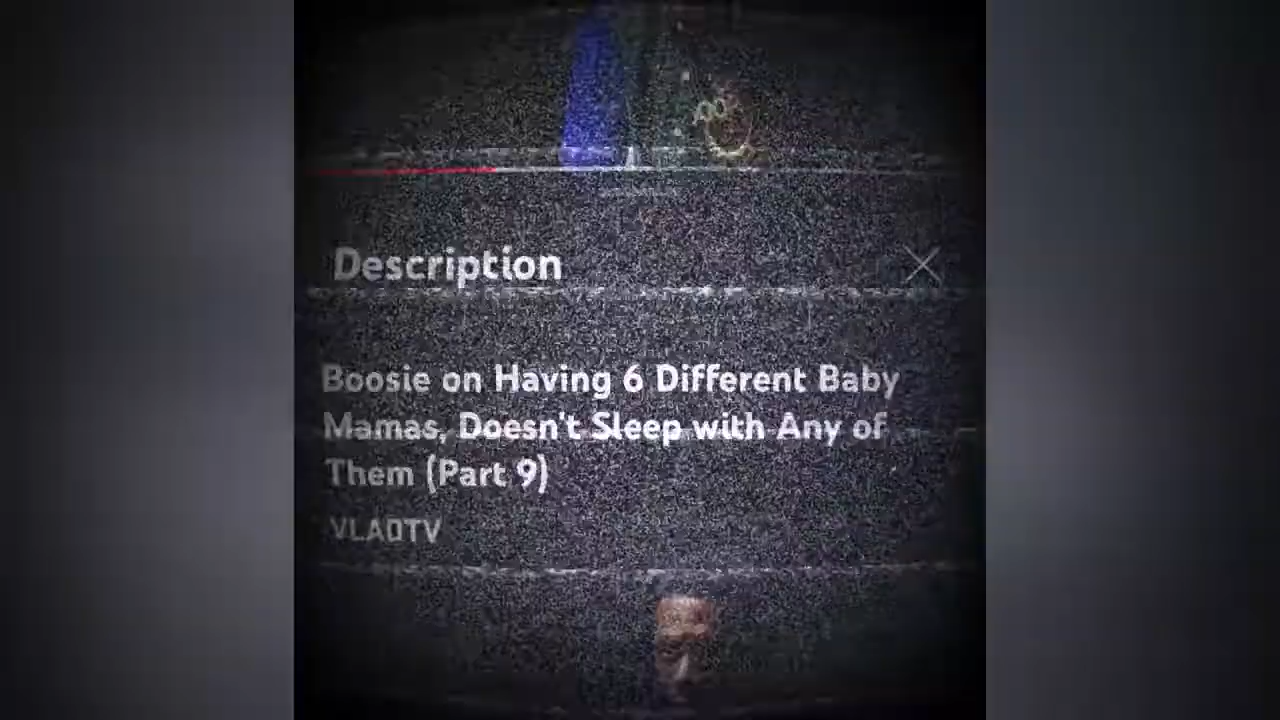 Description
Boosie on Having 6 Different Baby
Mamas, Doesn't Sleep with Any of
Them (Part 9)
VLADTV